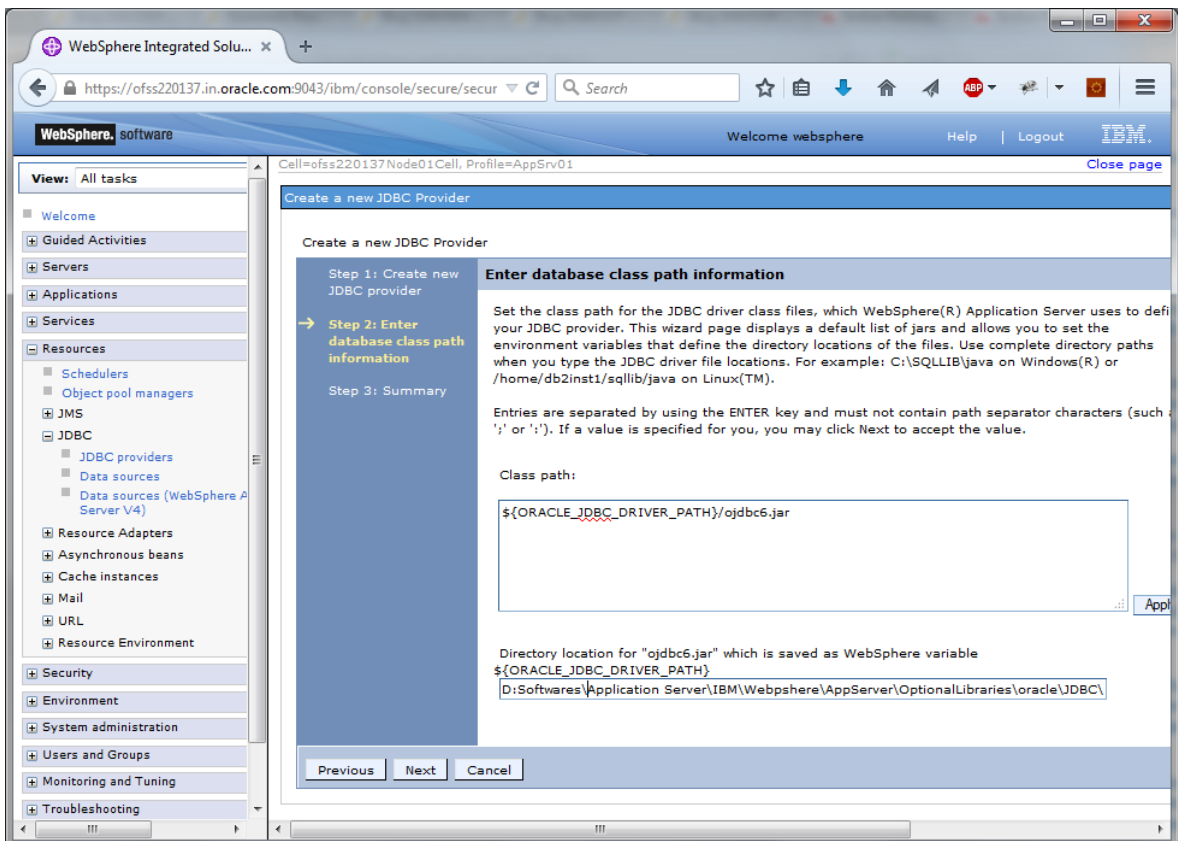 WebSphere Integrated Solu... × +
https://ofss220137.in.oracle.com:9043/ibm/console/secure/secur
Search
ABP
WebSphere. software
Welcome websphere
Help | Logout
IBM.
View: All tasks
Welcome
Guided Activities
Servers
Applications
Services
Resources
Schedulers
Object pool managers
JMS
JDBC
JDBC providers
Data sources
Data sources (WebSphere A
Server V4)
Resource Adapters
Asynchronous beans
Cache instances
Mail
URL
Resource Environment
Security
Environment
System administration
Users and Groups
Monitoring and Tuning
Troubleshooting
Cell=ofss220137Node01Cell, Profile=AppSrv01
Close page
Create a new JDBC Provider
Create a new JDBC Provider
Step 1: Create new
JDBC provider
Step 2: Enter
database class path
information
Step 3: Summary
Enter database class path information
Set the class path for the JDBC driver class files, which WebSphere(R) Application Server uses to defi
your JDBC provider. This wizard page displays a default list of jars and allows you to set the
environment variables that define the directory locations of the files. Use complete directory paths
when you type the JDBC driver file locations. For example: C:\SQLLIB\java on Windows(R) or
/home/db2inst1/sqllib/java on Linux(TM).
Entries are separated by using the ENTER key and must not contain path separator characters (such a
';' or ':'). If a value is specified for you, you may click Next to accept the value.
Class path:
${ORACLE_JDBC_DRIVER_PATH}/ojdbc6.jar
Appl
Directory location for "ojdbc6.jar" which is saved as WebSphere variable
${ORACLE_JDBC_DRIVER_PATH}
D:Softwares\Application Server\IBM\Webpshere\AppServer\OptionalLibraries\oracle\JDBC\
Previous Next Cancel